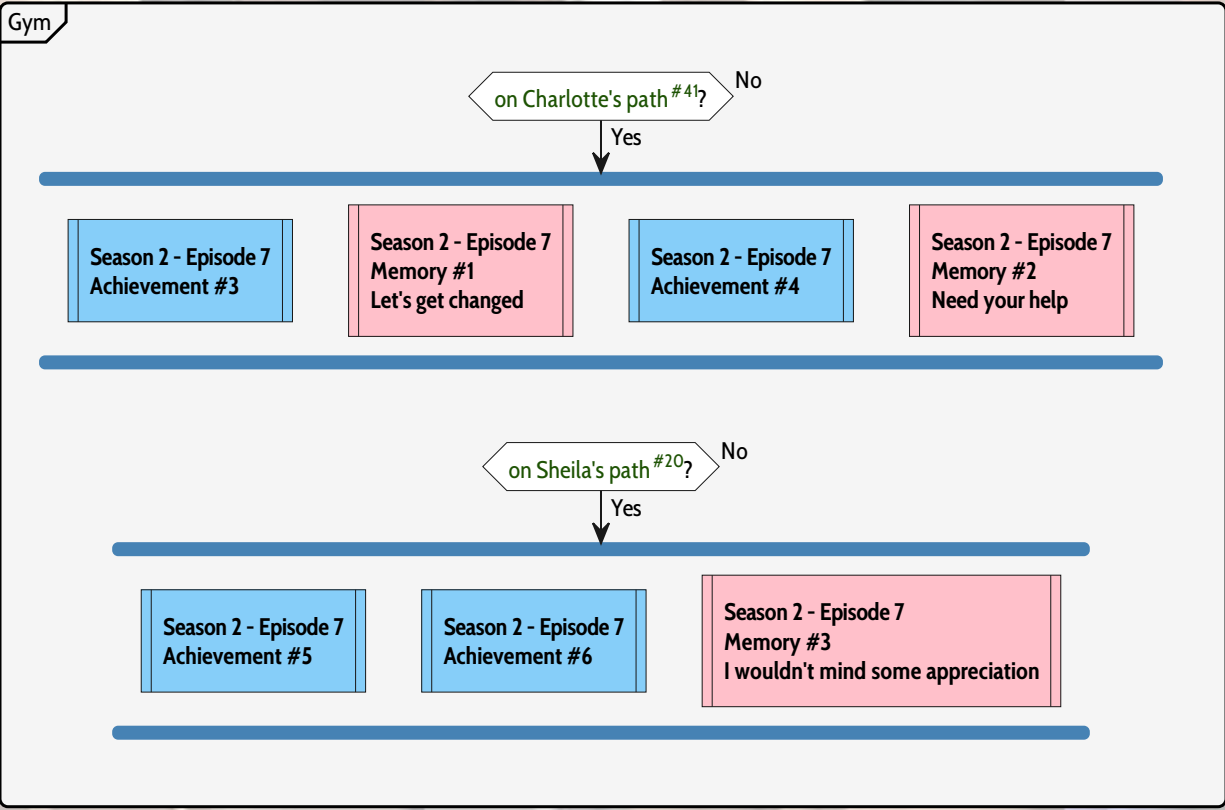 Gym
on Charlotte's path #41?
No
Yes
Season 2 - Episode 7
Achievement #3
Season 2 - Episode 7
Memory #1
Let's get changed
Season 2 - Episode 7
Achievement #4
Season 2 - Episode 7
Memory #2
Need your help
on Sheila's path #20?
No
Yes
Season 2 - Episode 7
Achievement #5
Season 2 - Episode 7
Achievement #6
Season 2 - Episode 7
Memory #3
I wouldn't mind some appreciation